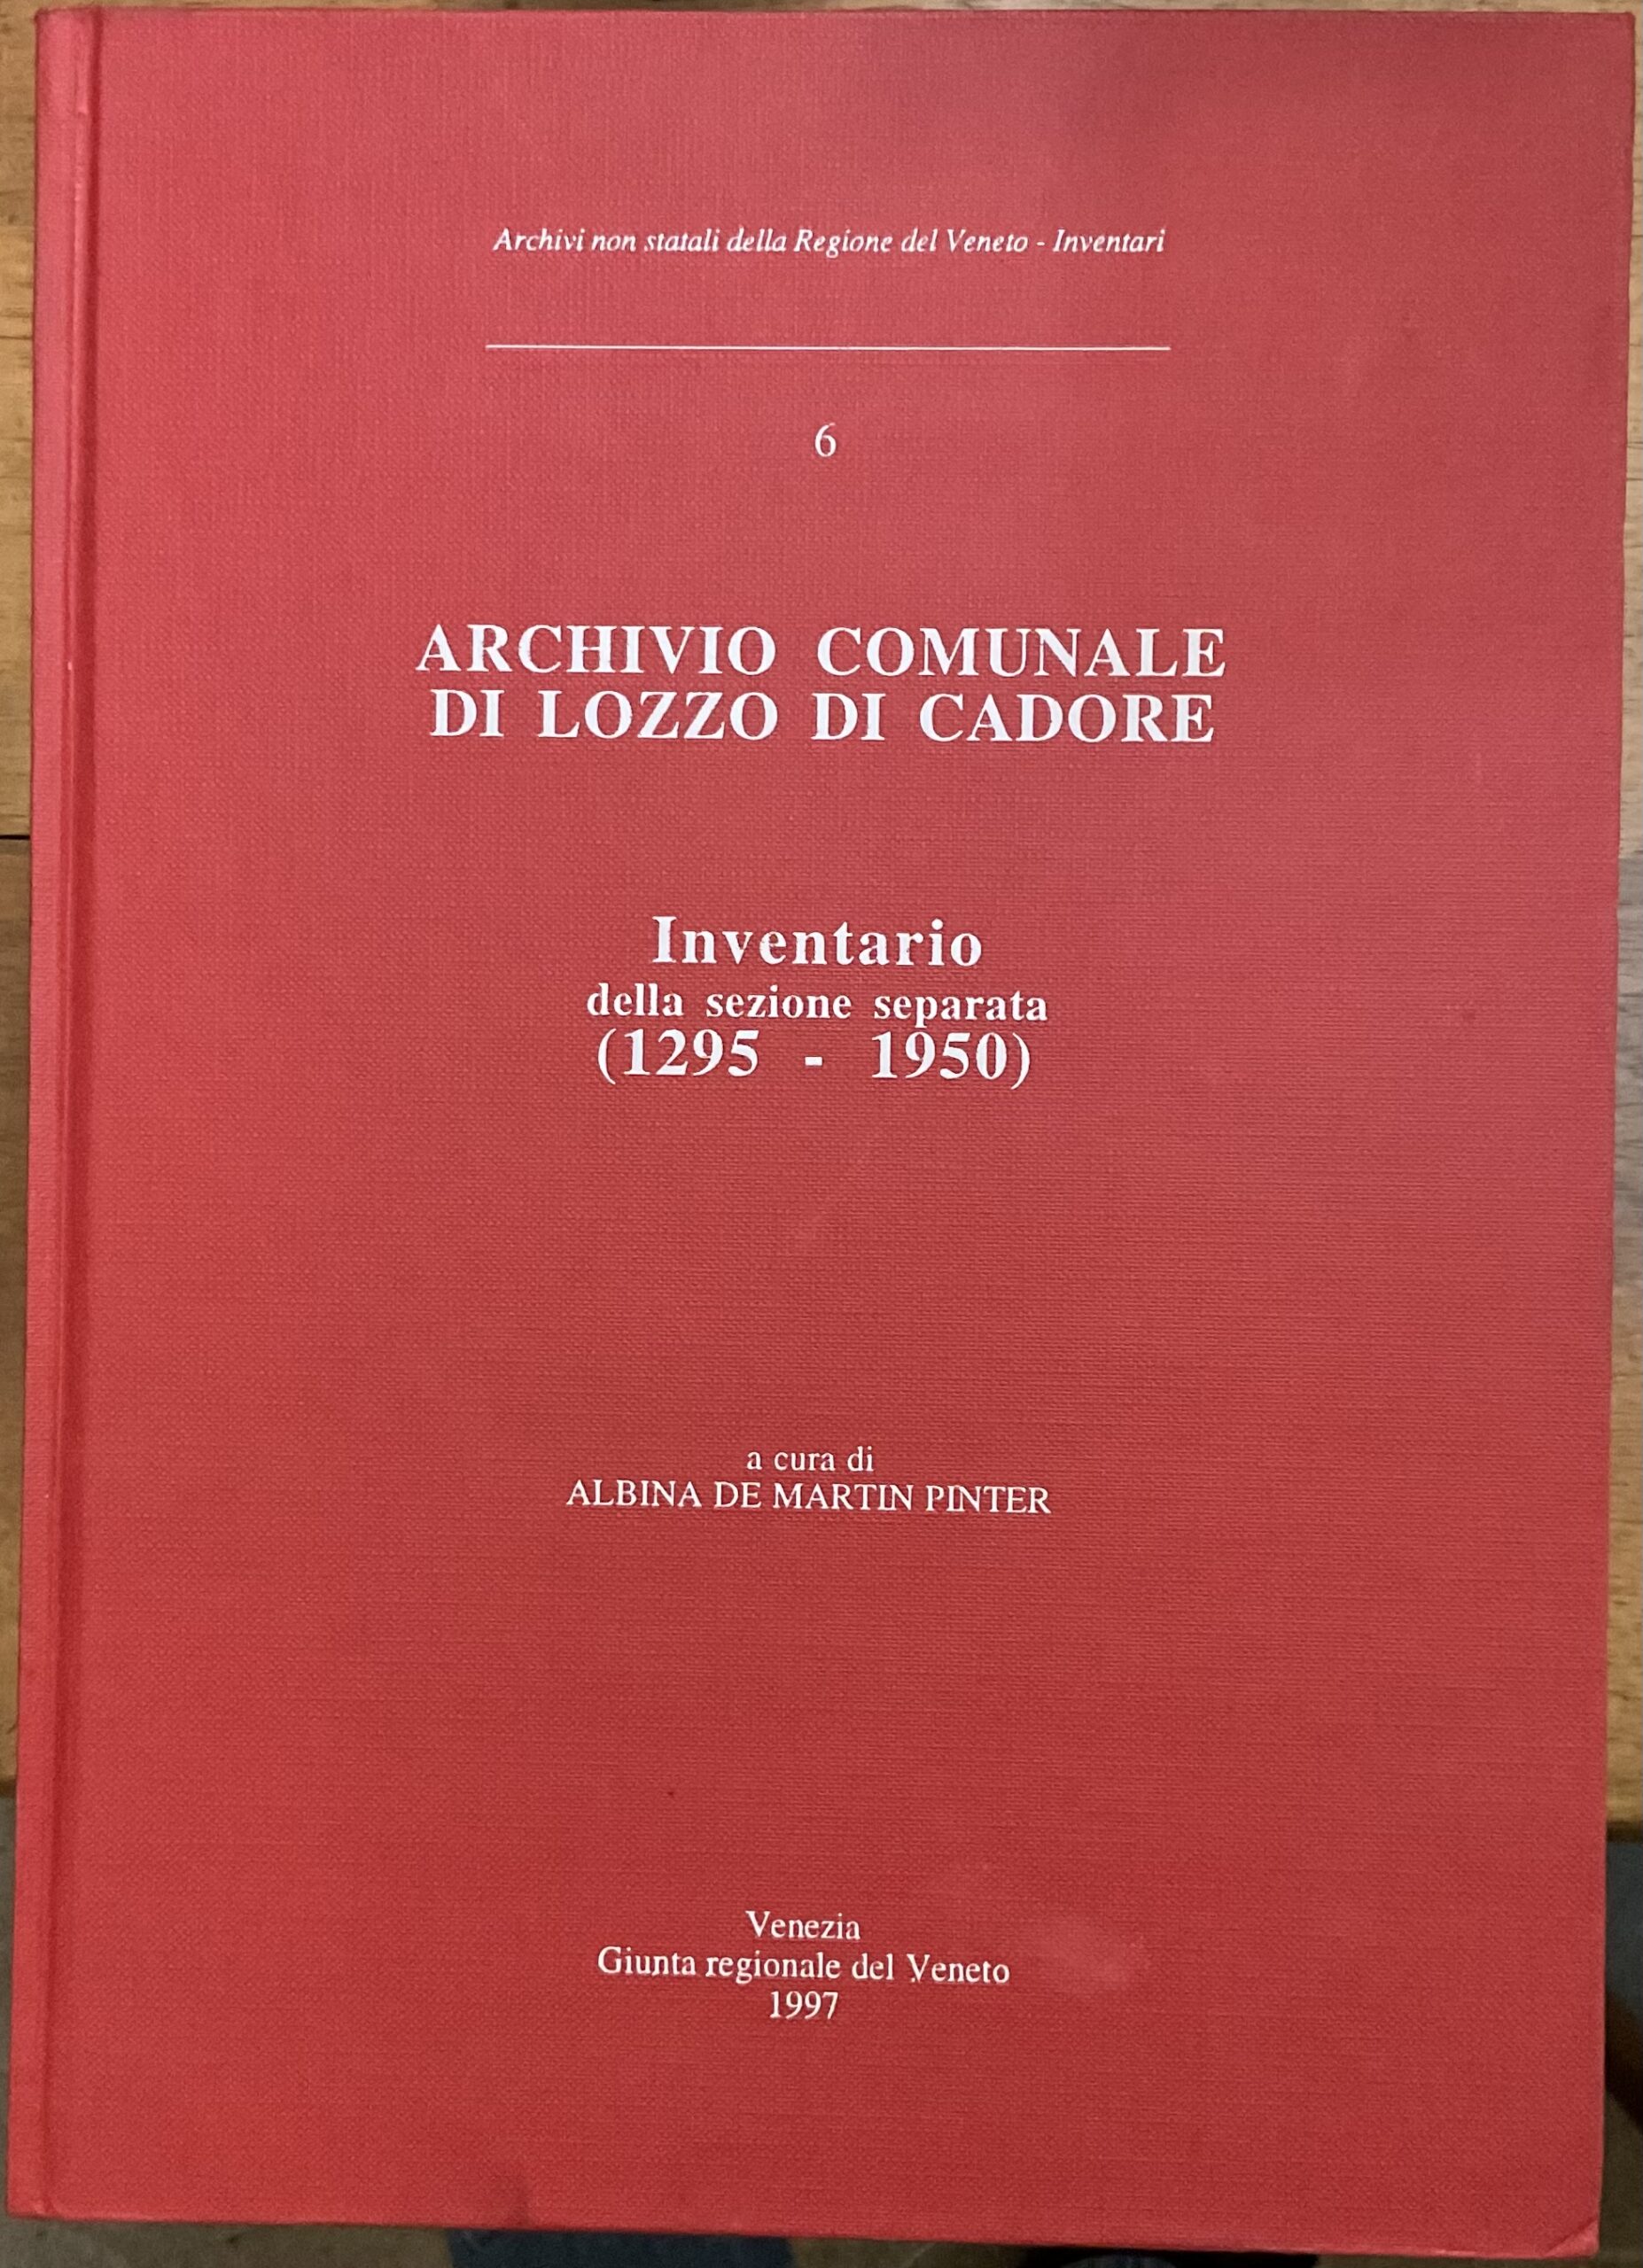 Archivi non statali della Regione del Veneto - Inventari
6
ARCHIVIO COMUNALE
DI LOZZO DI CADORE
Inventario
della sezione separata
(1295 - 1950)
a cura di
ALBINA DE MARTIN PINTER
Venezia
Giunta regionale del Veneto
1997